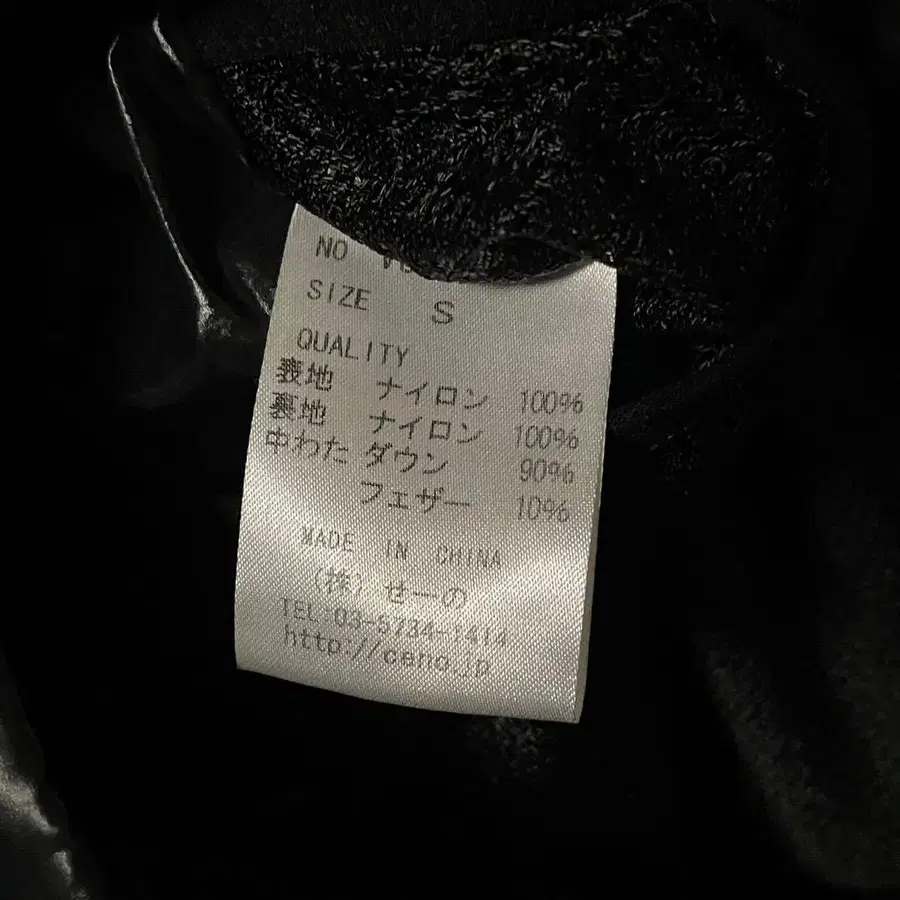 NO
SIZE S
QUALITY
表地 ナイロン 100%
裏地 ナイロン 100%
中わた ダウン 90%
フェザー 10%
MADE IN CHINA
(株)せーの
TEL:03-5734-1414
http://ceno.jp